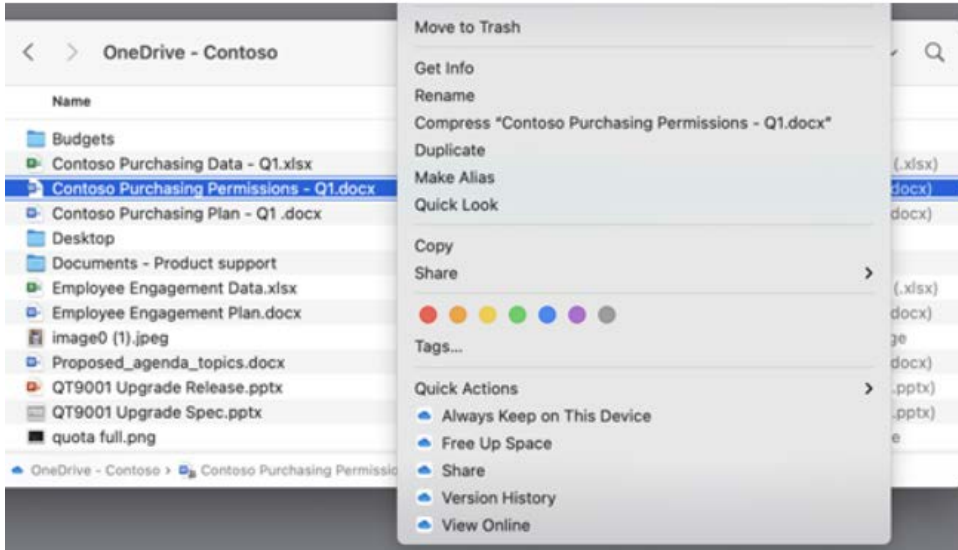 OneDrive - Contoso
Name
Budgets
Contoso Purchasing Data - Q1.xlsx
(.xlsx)
Contoso Purchasing Permissions - Q1.docx
docx)
Contoso Purchasing Plan - Q1 .docx
docx)
Desktop
Documents - Product support
Employee Engagement Data.xlsx
(.xlsx)
Employee Engagement Plan.docx
docx)
image0 (1).jpeg
ge
Proposed_agenda_topics.docx
docx)
QT9001 Upgrade Release.pptx
.pptx)
QT9001 Upgrade Spec.pptx
.pptx)
quota full.png
e
OneDrive - Contoso › Contoso Purchasing Permissio
Move to Trash
Get Info
Rename
Compress "Contoso Purchasing Permissions - Q1.docx"
Duplicate
Make Alias
Quick Look
Copy
Share
Tags...
Quick Actions
Always Keep on This Device
Free Up Space
Share
Version History
View Online